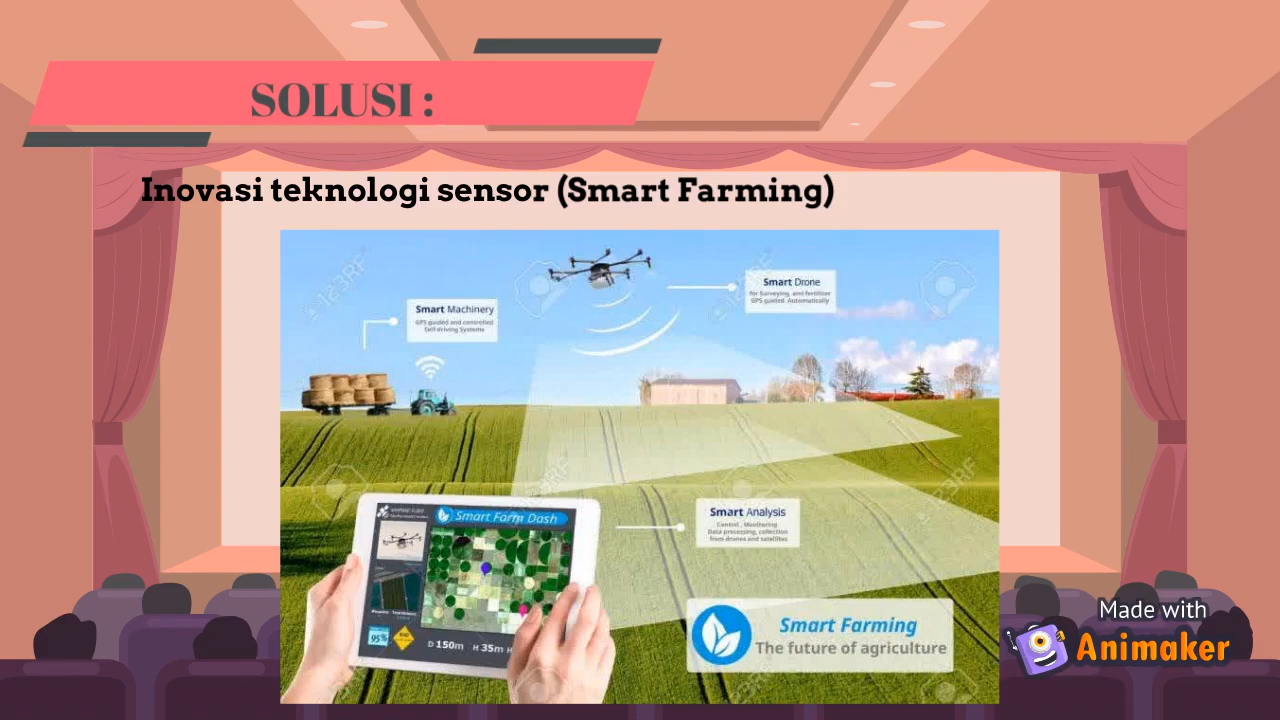 SOLUSI :
Inovasi teknologi sensor (Smart Farming)
Smart Drone
for Surveying, and fertilizer
GPS guided. Automatically
Smart Machinery
GPS guided and controlled
Self-driving Systems
Smart Farm Dash
Smart Analysis
Control, Monitoring
Data processing, collection
from drones and satellites
95%
D 150m H 35m H
Smart Farming
The future of agriculture
Made with
Animaker
123RF